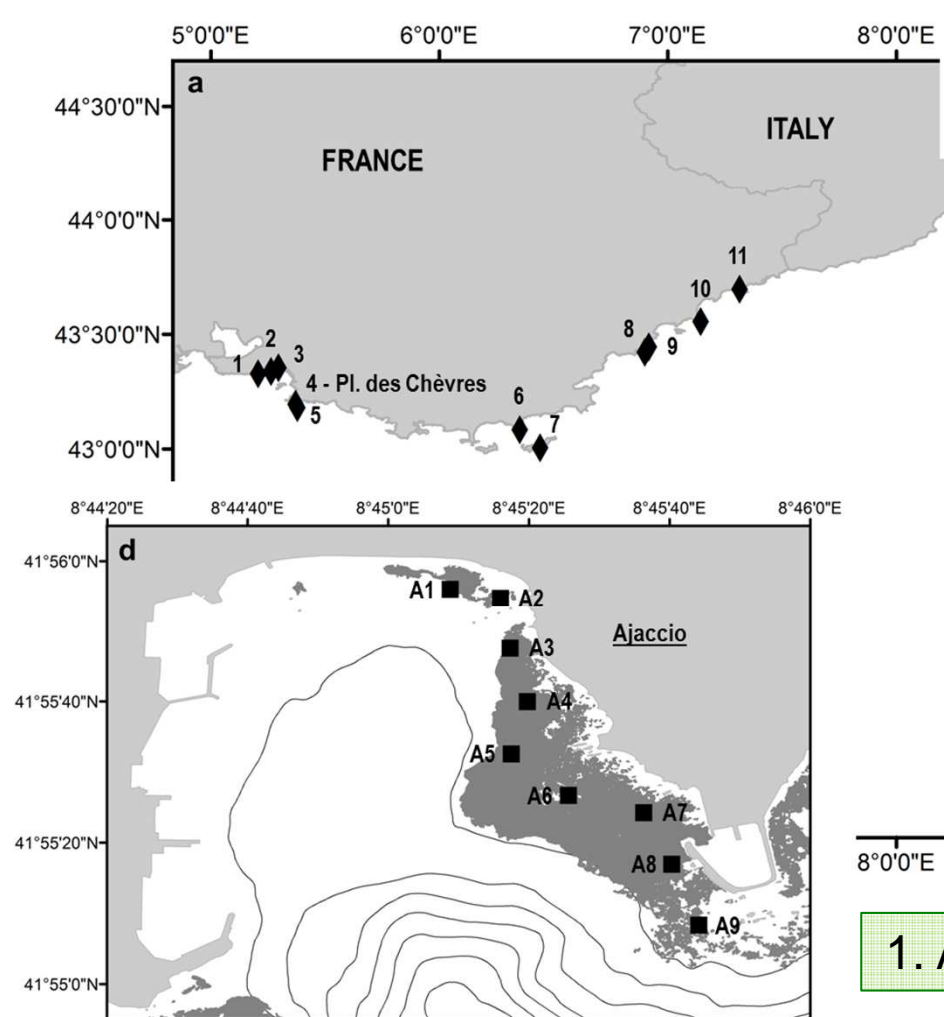 5°0'0"E 6°0'0"E 7°0'0"E 8°0'0"E
a
44°30'0"N
ITALY
FRANCE
44°0'0"N
11
10
43°30'0"N
8
2
1
3
9
4 - Pl. des Chèvres
6
5
7
43°0'0"N
8°44'20"E 8°44'40"E 8°45'0"E 8°45'20"E 8°45'40"E 8°46'0"E
d
41°56'0"N
A1
A2
Ajaccio
A3
41°55'40"N
A4
A5
A6
A7
41°55'20"N
A8
8°0'0"E
A9
1. A
41°55'0"N